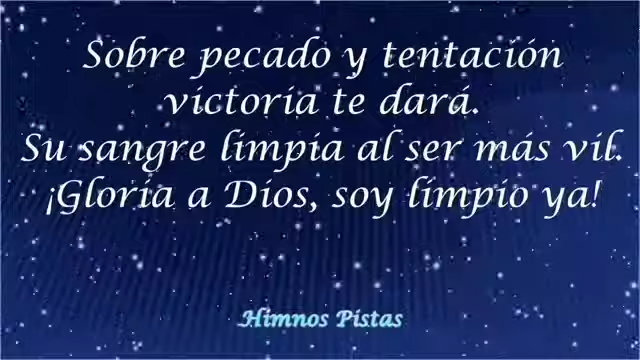 Sobre pecado y tentación
victoria te dará.
Su sangre limpia al ser más vil.
¡Gloria a Dios, soy limpio ya!
Himnos Pistas